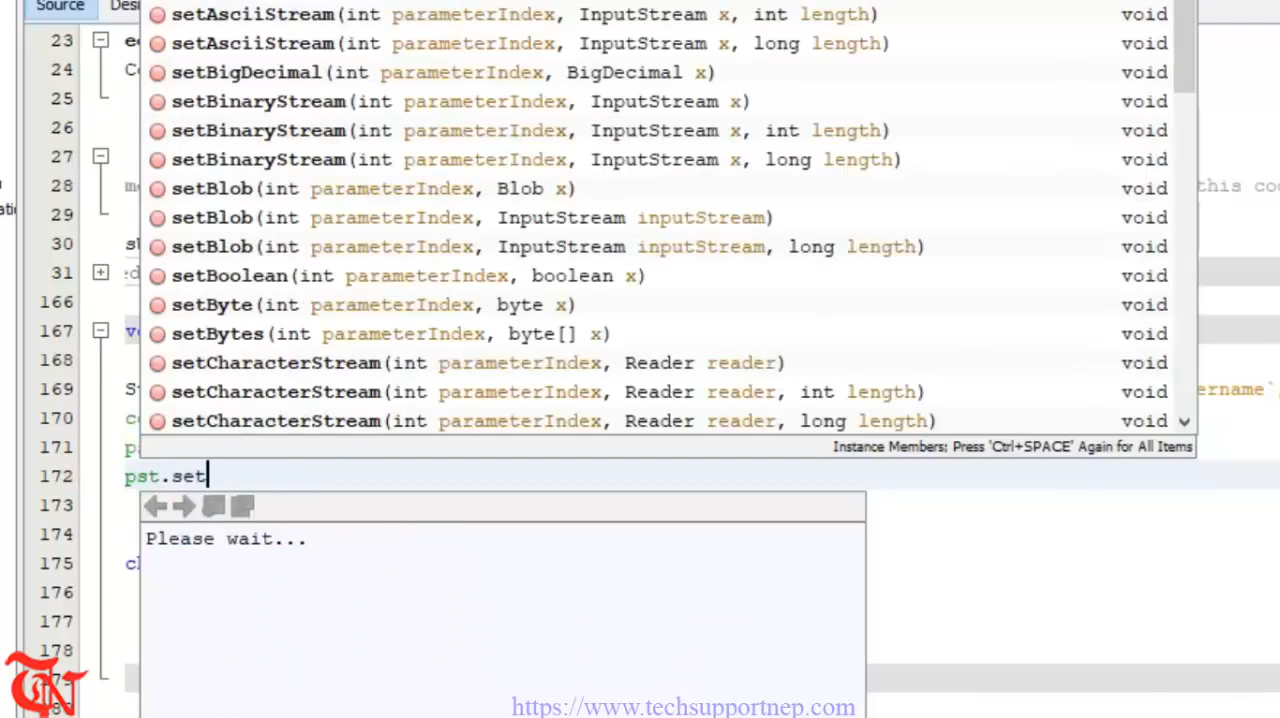 Source Desi
setAsciiStream(int parameterIndex, InputStream x, int length) void
23 setAsciiStream(int parameterIndex, InputStream x, long length) void
24 setBigDecimal(int parameterIndex, BigDecimal x) void
25 setBinaryStream(int parameterIndex, InputStream x) void
26 setBinaryStream(int parameterIndex, InputStream x, int length) void
27 setBinaryStream(int parameterIndex, InputStream x, long length) void
28 setBlob(int parameterIndex, Blob x) void this co
29 setBlob(int parameterIndex, InputStream inputStream) void
30 setBlob(int parameterIndex, InputStream inputStream, long length) void
31 setBoolean(int parameterIndex, boolean x) void
166 setByte(int parameterIndex, byte x) void
167 setBytes(int parameterIndex, byte[] x) void
168 setCharacterStream(int parameterIndex, Reader reader) void
169 St setCharacterStream(int parameterIndex, Reader reader, int length) void ername`
170 setCharacterStream(int parameterIndex, Reader reader, long length) void
171 Instance Members; Press 'Ctrl+SPACE' Again for All Items
172 pst.set
173
174 Please wait...
175
176
177
178
179
TN https://www.techsupportnep.com